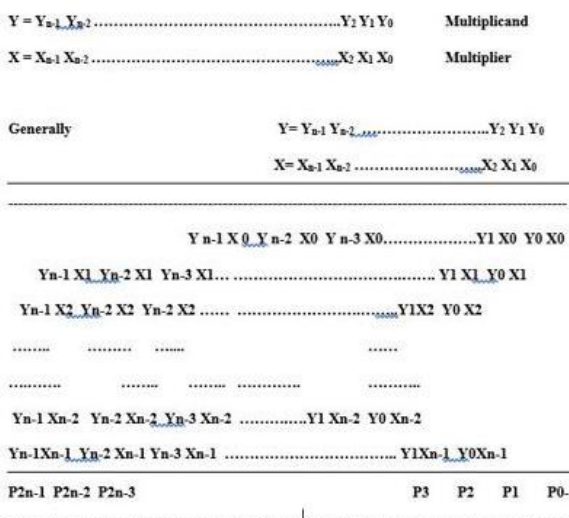 Y = Yn-1 Yn-2 ..........................................Y2 Y1 Y0 Multiplicand
X = Xn-1 Xn-2..........................................X2 X1 X0 Multiplier
Generally Y= Yn-1 Yn-2 ..........................Y2 Y1 Y0
X= Xn-1 Xn-2 ..........................X2 X1 X0
Y n-1 X 0 Y n-2 X0 Y n-3 X0...................Y1 X0 Y0 X0
Yn-1 X1 Yn-2 X1 Yn-3 X1... .......................................... Y1 X1 Y0 X1
Yn-1 X2 Yn-2 X2 Yn-2 X2 ...... ..................................Y1X2 Y0 X2
........ ......... ...... ......
........... ........ ........ ............. ...........
Yn-1 Xn-2 Yn-2 Xn-2 Yn-3 Xn-2 .............Y1 Xn-2 Y0 Xn-2
Yn-1Xn-1 Yn-2 Xn-1 Yn-3 Xn-1 .................................. Y1Xn-1 Y0Xn-1
P2n-1 P2n-2 P2n-3 P3 P2 P1 P0-